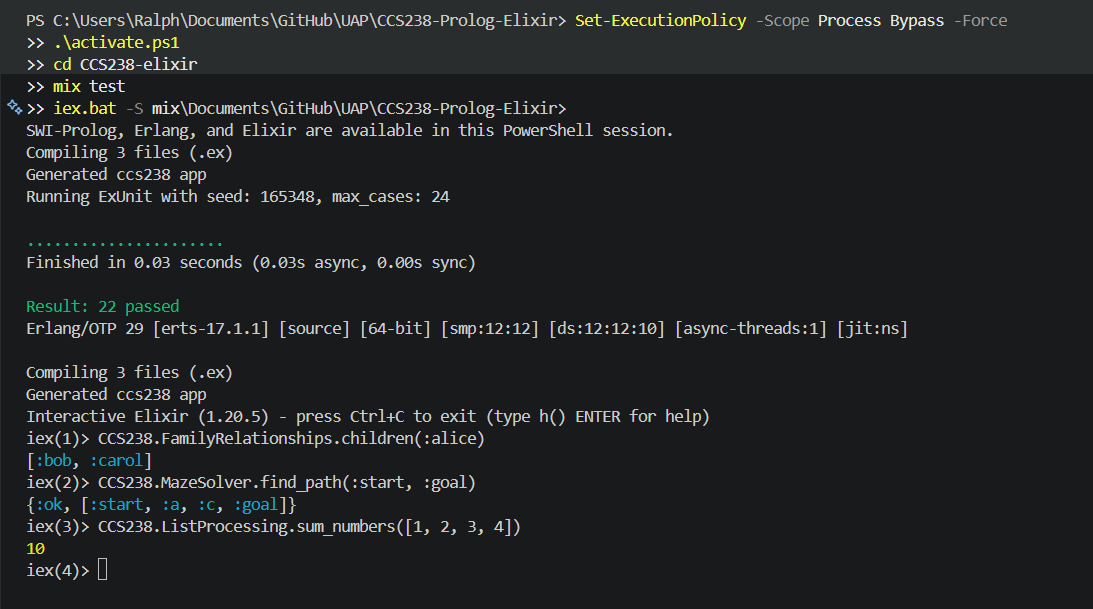 PS C:\Users\Ralph\Documents\GitHub\UAP\CCS238-Prolog-Elixir> Set-ExecutionPolicy -Scope Process Bypass -Force
>> .\activate.ps1
>> cd CCS238-elixir
>> mix test
>> iex.bat -S mix\Documents\GitHub\UAP\CCS238-Prolog-Elixir>
SWI-Prolog, Erlang, and Elixir are available in this PowerShell session.
Compiling 3 files (.ex)
Generated ccs238 app
Running ExUnit with seed: 165348, max_cases: 24
......................
Finished in 0.03 seconds (0.03s async, 0.00s sync)
Result: 22 passed
Erlang/OTP 29 [erts-17.1.1] [source] [64-bit] [smp:12:12] [ds:12:12:10] [async-threads:1] [jit:ns]
Compiling 3 files (.ex)
Generated ccs238 app
Interactive Elixir (1.20.5) - press Ctrl+C to exit (type h() ENTER for help)
iex(1)> CCS238.FamilyRelationships.children(:alice)
[:bob, :carol]
iex(2)> CCS238.MazeSolver.find_path(:start, :goal)
{:ok, [:start, :a, :c, :goal]}
iex(3)> CCS238.ListProcessing.sum_numbers([1, 2, 3, 4])
10
iex(4)>